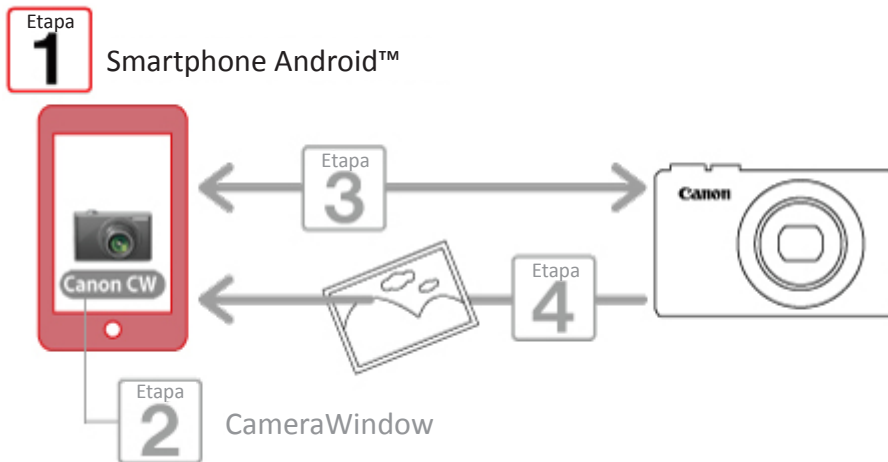 Etapa
1
Smartphone Android™
Etapa
3
Canon
Canon CW
Etapa
4
Etapa
2
CameraWindow